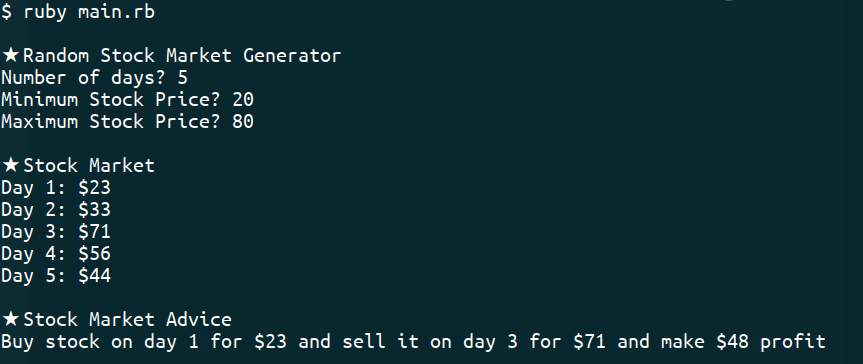 $ ruby main.rb
★Random Stock Market Generator
Number of days? 5
Minimum Stock Price? 20
Maximum Stock Price? 80
★Stock Market
Day 1: $23
Day 2: $33
Day 3: $71
Day 4: $56
Day 5: $44
★Stock Market Advice
Buy stock on day 1 for $23 and sell it on day 3 for $71 and make $48 profit